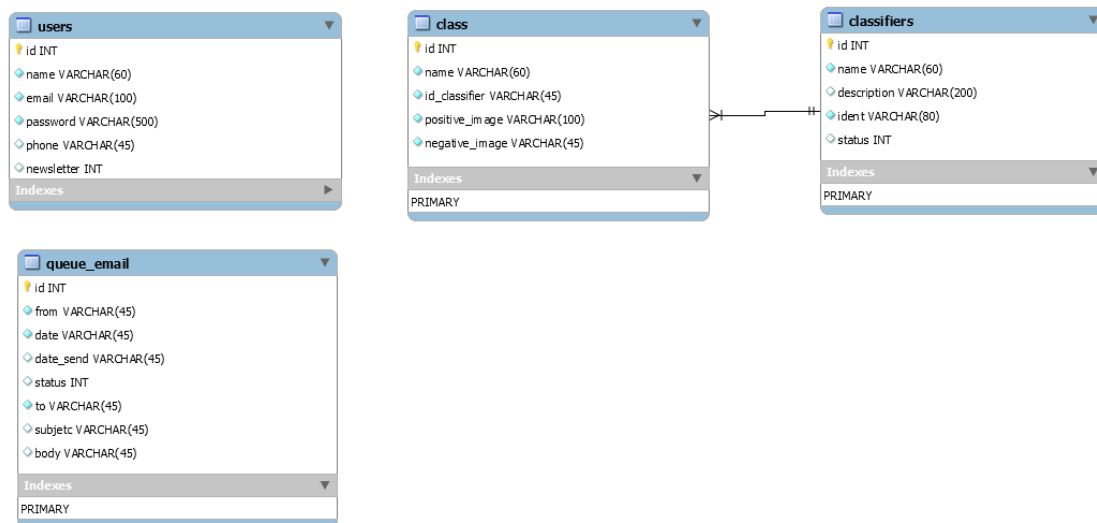 users
id INT
name VARCHAR(60)
email VARCHAR(100)
password VARCHAR(500)
phone VARCHAR(45)
newsletter INT
Indexes
class
id INT
name VARCHAR(60)
id_classifier VARCHAR(45)
positive_image VARCHAR(100)
negative_image VARCHAR(45)
Indexes
PRIMARY
classifiers
id INT
name VARCHAR(60)
description VARCHAR(200)
ident VARCHAR(80)
status INT
Indexes
PRIMARY
queue_email
id INT
from VARCHAR(45)
date VARCHAR(45)
date_send VARCHAR(45)
status INT
to VARCHAR(45)
subjetc VARCHAR(45)
body VARCHAR(45)
Indexes
PRIMARY